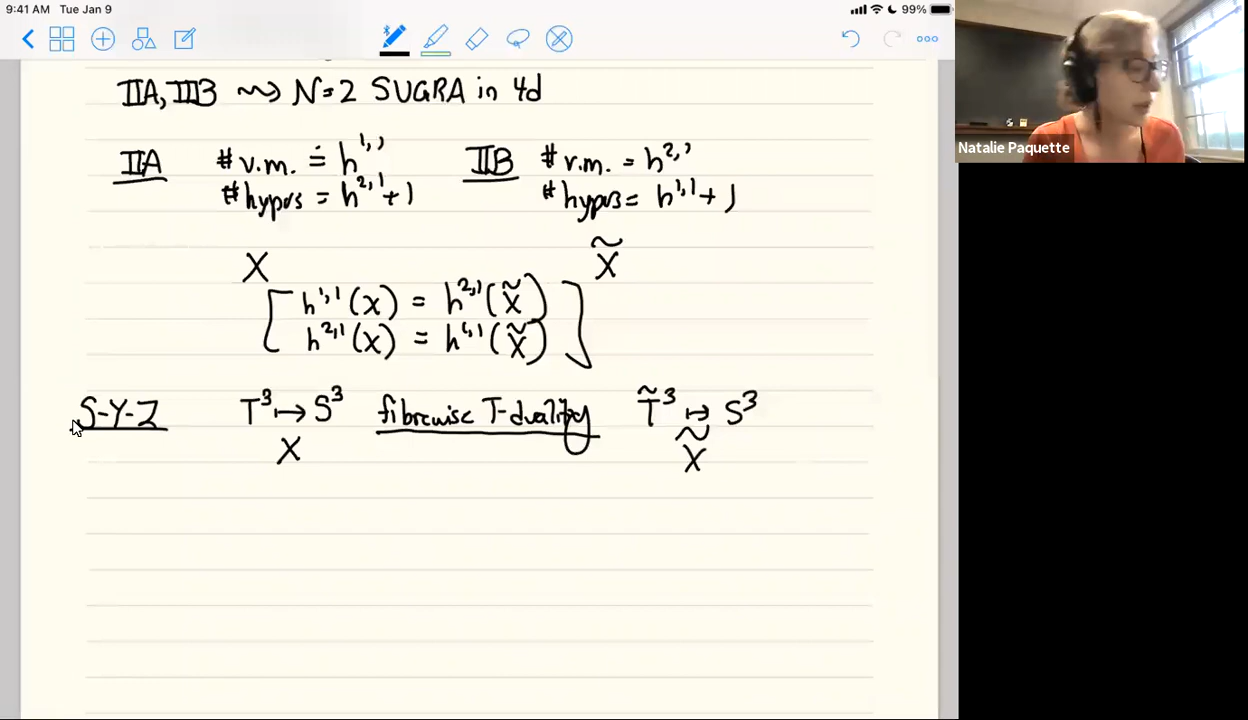 9:41 AM Tue Jan 9
99%
IIA, IIB ⇝ N=2 SUGRA in 4d
IIA # v.m. = h^{1,1} IIB # v.m. = h^{2,1}
# hypers = h^{2,1} + 1 # hypers = h^{1,1} + 1
X X̃
h^{1,1}(X) = h^{2,1}(X̃)
h^{2,1}(X) = h^{1,1}(X̃)
S-Y-Z T^3 ↦ S^3 fibrewise T-duality T̃^3 ↦ S^3
X X̃
Natalie Paquette